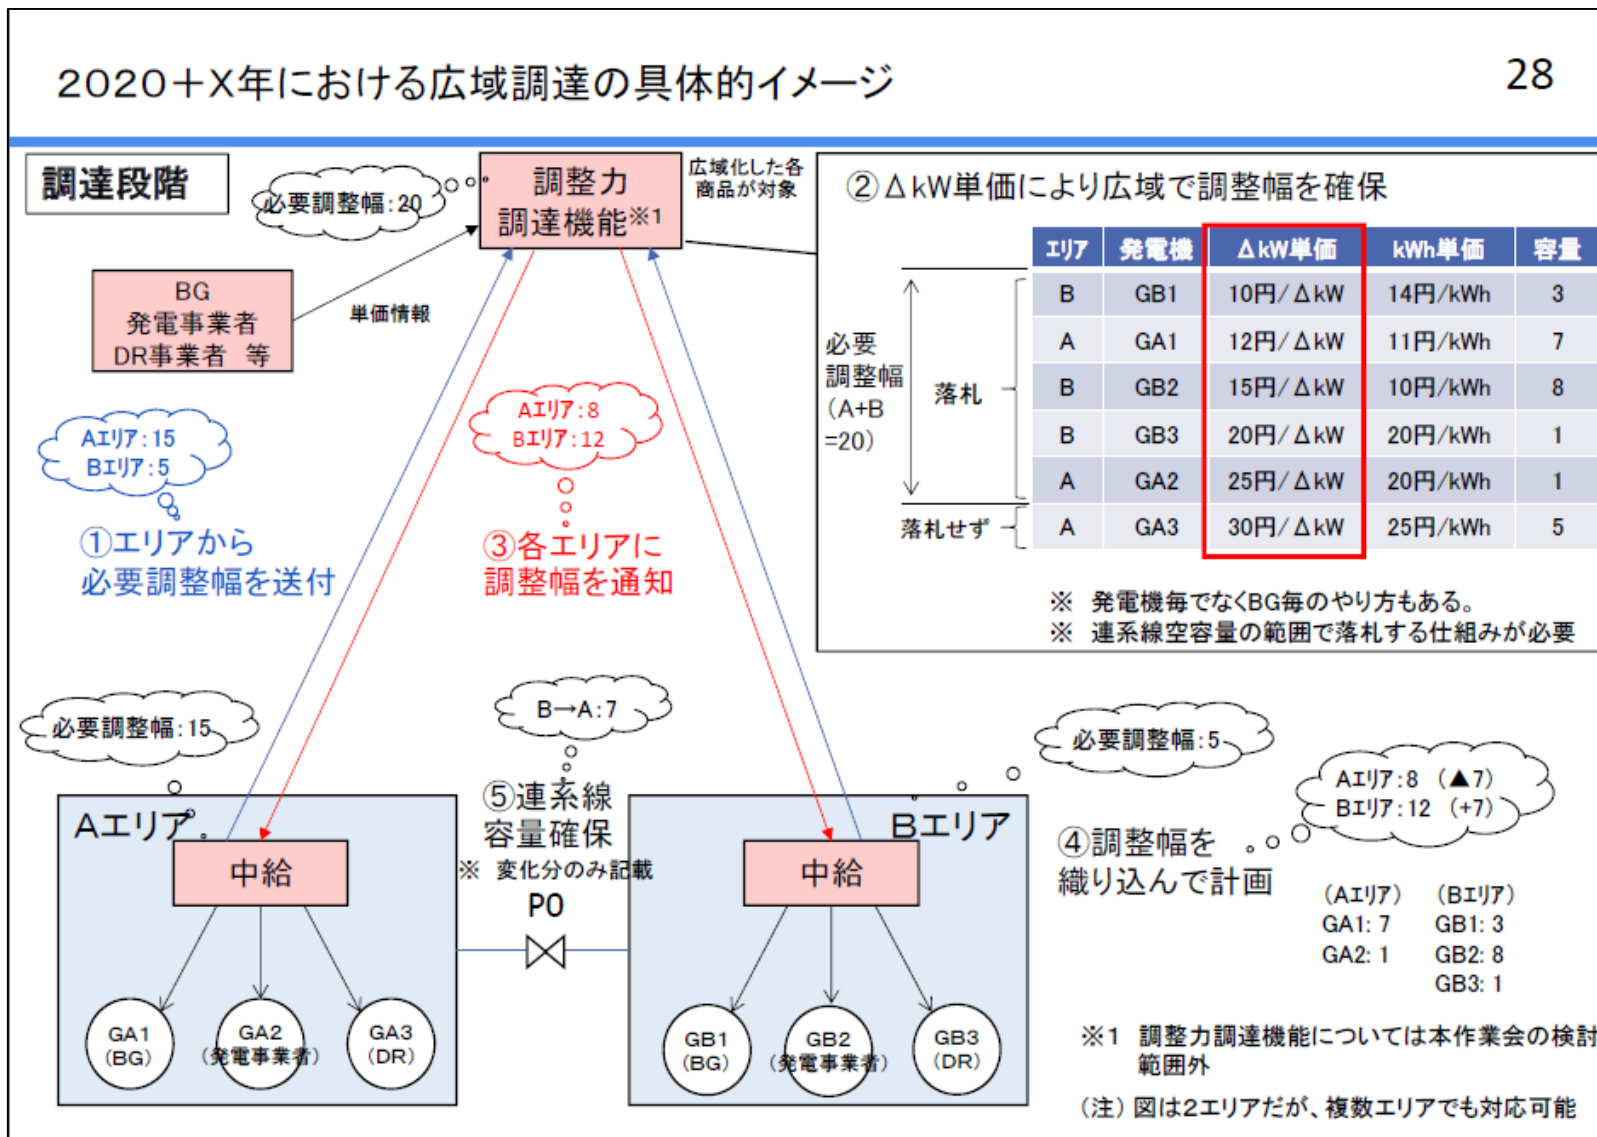 2020+X年における広域調達の具体的イメージ
28
調達段階
必要調整幅:20
調整力
調達機能※1
広域化した各
商品が対象
BG
発電事業者
DR事業者 等
単価情報
②ΔkW単価により広域で調整幅を確保
エリア 発電機 ΔkW単価 kWh単価 容量
B GB1 10円/ΔkW 14円/kWh 3
A GA1 12円/ΔkW 11円/kWh 7
B GB2 15円/ΔkW 10円/kWh 8
B GB3 20円/ΔkW 20円/kWh 1
A GA2 25円/ΔkW 20円/kWh 1
A GA3 30円/ΔkW 25円/kWh 5
必要
調整幅
(A+B
=20)
落札
落札せず
※ 発電機毎でなくBG毎のやり方もある。
※ 連系線空容量の範囲で落札する仕組みが必要
Aエリア:15
Bエリア:5
①エリアから
必要調整幅を送付
Aエリア:8
Bエリア:12
③各エリアに
調整幅を通知
必要調整幅:15
B→A:7
⑤連系線
容量確保
※ 変化分のみ記載
P0
必要調整幅:5
Aエリア:8 (▲7)
Bエリア:12 (+7)
④調整幅を
織り込んで計画
(Aエリア) (Bエリア)
GA1: 7 GB1: 3
GA2: 1 GB2: 8
GB3: 1
Aエリア
中給
GA1
(BG)
GA2
(発電事業者)
GA3
(DR)
Bエリア
中給
GB1
(BG)
GB2
(発電事業者)
GB3
(DR)
※1 調整力調達機能については本作業会の検討
範囲外
(注)図は2エリアだが、複数エリアでも対応可能